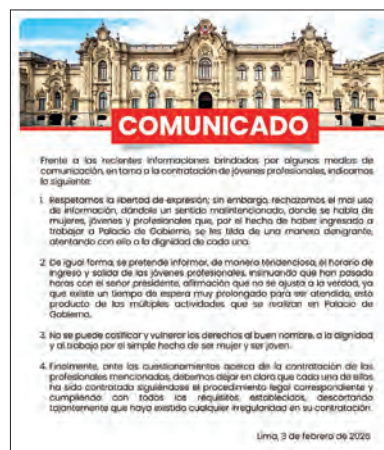 COMUNICADO
Frente a las recientes informaciones brindadas por algunos medios de
comunicación, en torno a la contratación de jóvenes profesionales, indicamos
lo siguiente:
1. Respetamos la libertad de expresión; sin embargo, rechazamos el mal uso
de información, dándole un sentido malintencionado, donde se habla de
mujeres, jóvenes y profesionales que, por el hecho de haber ingresado a
trabajar a Palacio de Gobierno, se les tilda de una manera denigrante,
atentando con ello a la dignidad de cada una.
2. De igual forma, se pretende informar, de manera tendenciosa, el horario de
ingreso y salida de las jóvenes profesionales, insinuando que han pasado
horas con el señor presidente, afirmación que no se ajusta a la verdad, ya
que existe un tiempo de espera muy prolongado para ser atendido, esto
producto de las múltiples actividades que se realizan en Palacio de
Gobierno.
3. No se puede cosificar y vulnerar los derechos al buen nombre, a la dignidad
y al trabajo por el simple hecho de ser mujer y ser joven.
4. Finalmente, ante los cuestionamientos acerca de la contratación de las
profesionales mencionadas, debemos dejar en claro que cada una de ellas
ha sido contratada siguiéndose el procedimiento legal correspondiente y
cumpliendo con todos los requisitos establecidos, descartando
tajantemente que haya existido cualquier irregularidad en su contratación.
Lima, 3 de febrero de 2026